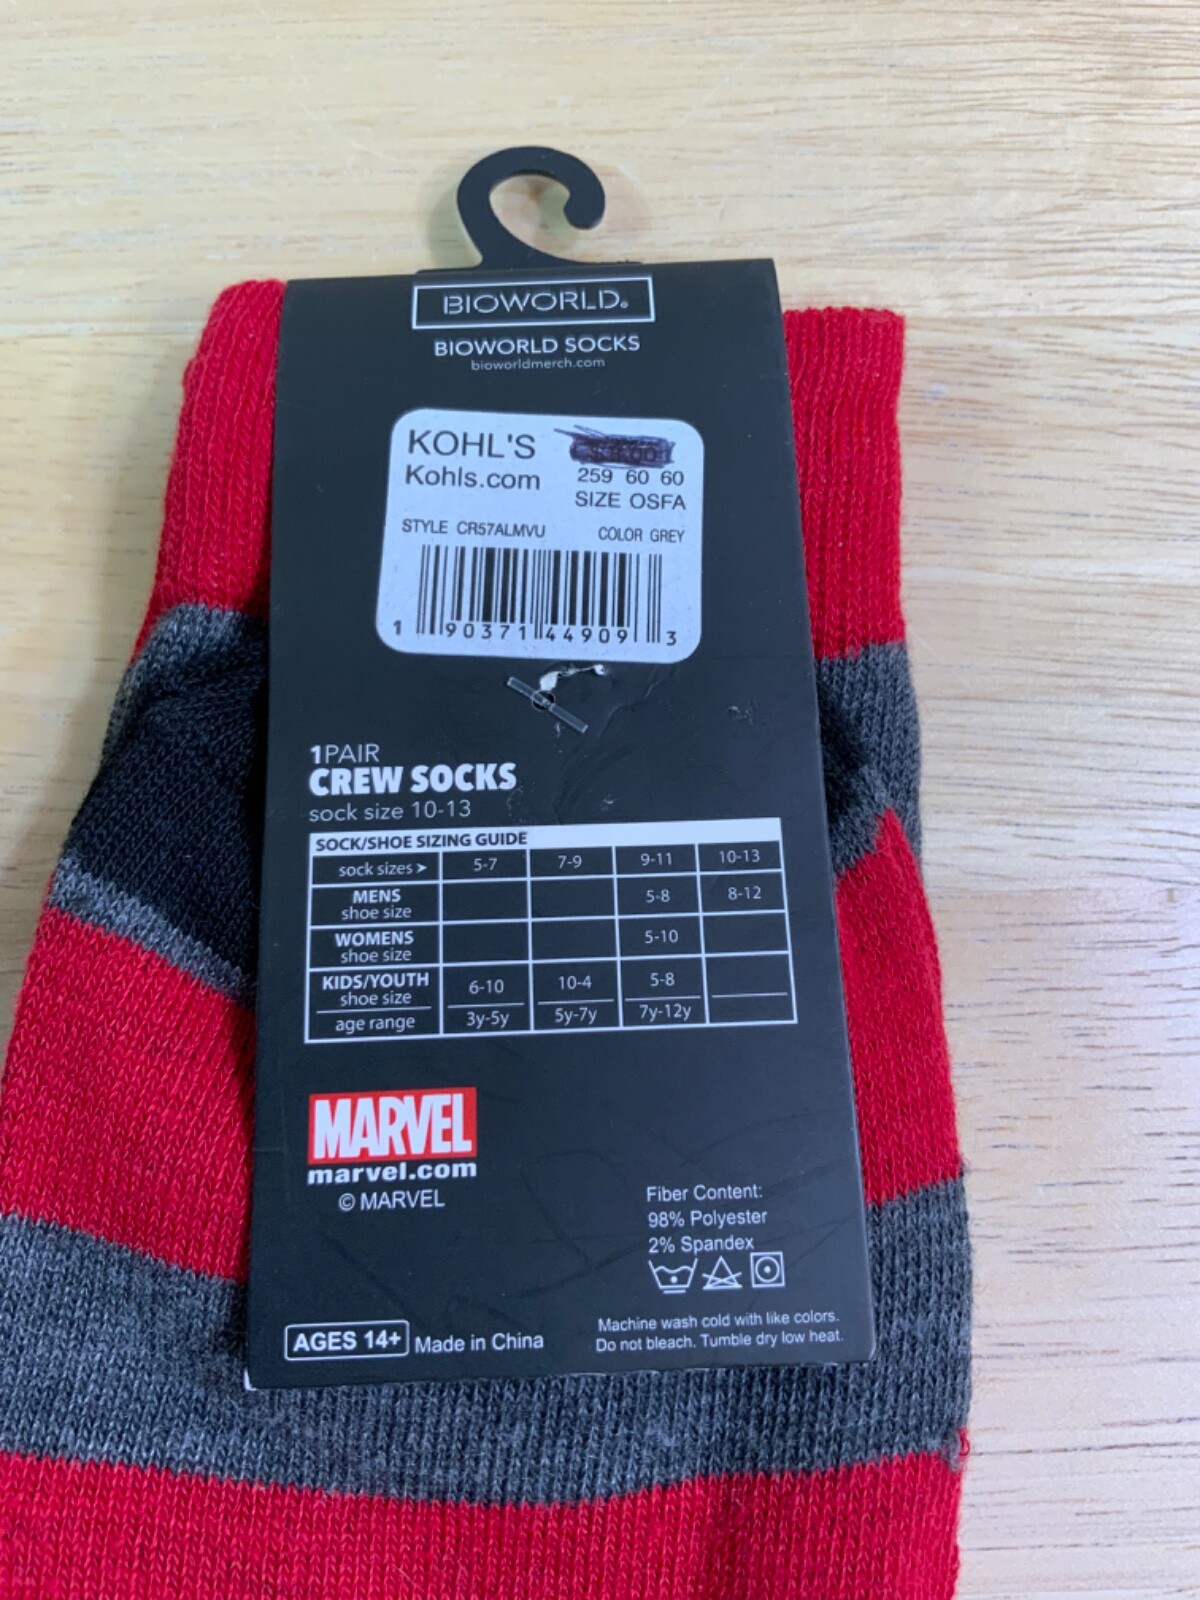 BIOWORLD®
BIOWORLD SOCKS
bioworldmerch.com
KOHL'S
Kohls.com
259 60 60
SIZE OSFA
STYLE CR57ALMVU COLOR GREY
1 90371 44909 3
1PAIR
CREW SOCKS
sock size 10-13
SOCK/SHOE SIZING GUIDE
sock sizes➤ 5-7 7-9 9-11 10-13
MENS
shoe size 5-8 8-12
WOMENS
shoe size 5-10
KIDS/YOUTH
shoe size 6-10 10-4 5-8
age range 3y-5y 5y-7y 7y-12y
MARVEL
marvel.com
© MARVEL
Fiber Content:
98% Polyester
2% Spandex
Machine wash cold with like colors.
Do not bleach. Tumble dry low heat.
AGES 14+ Made in China